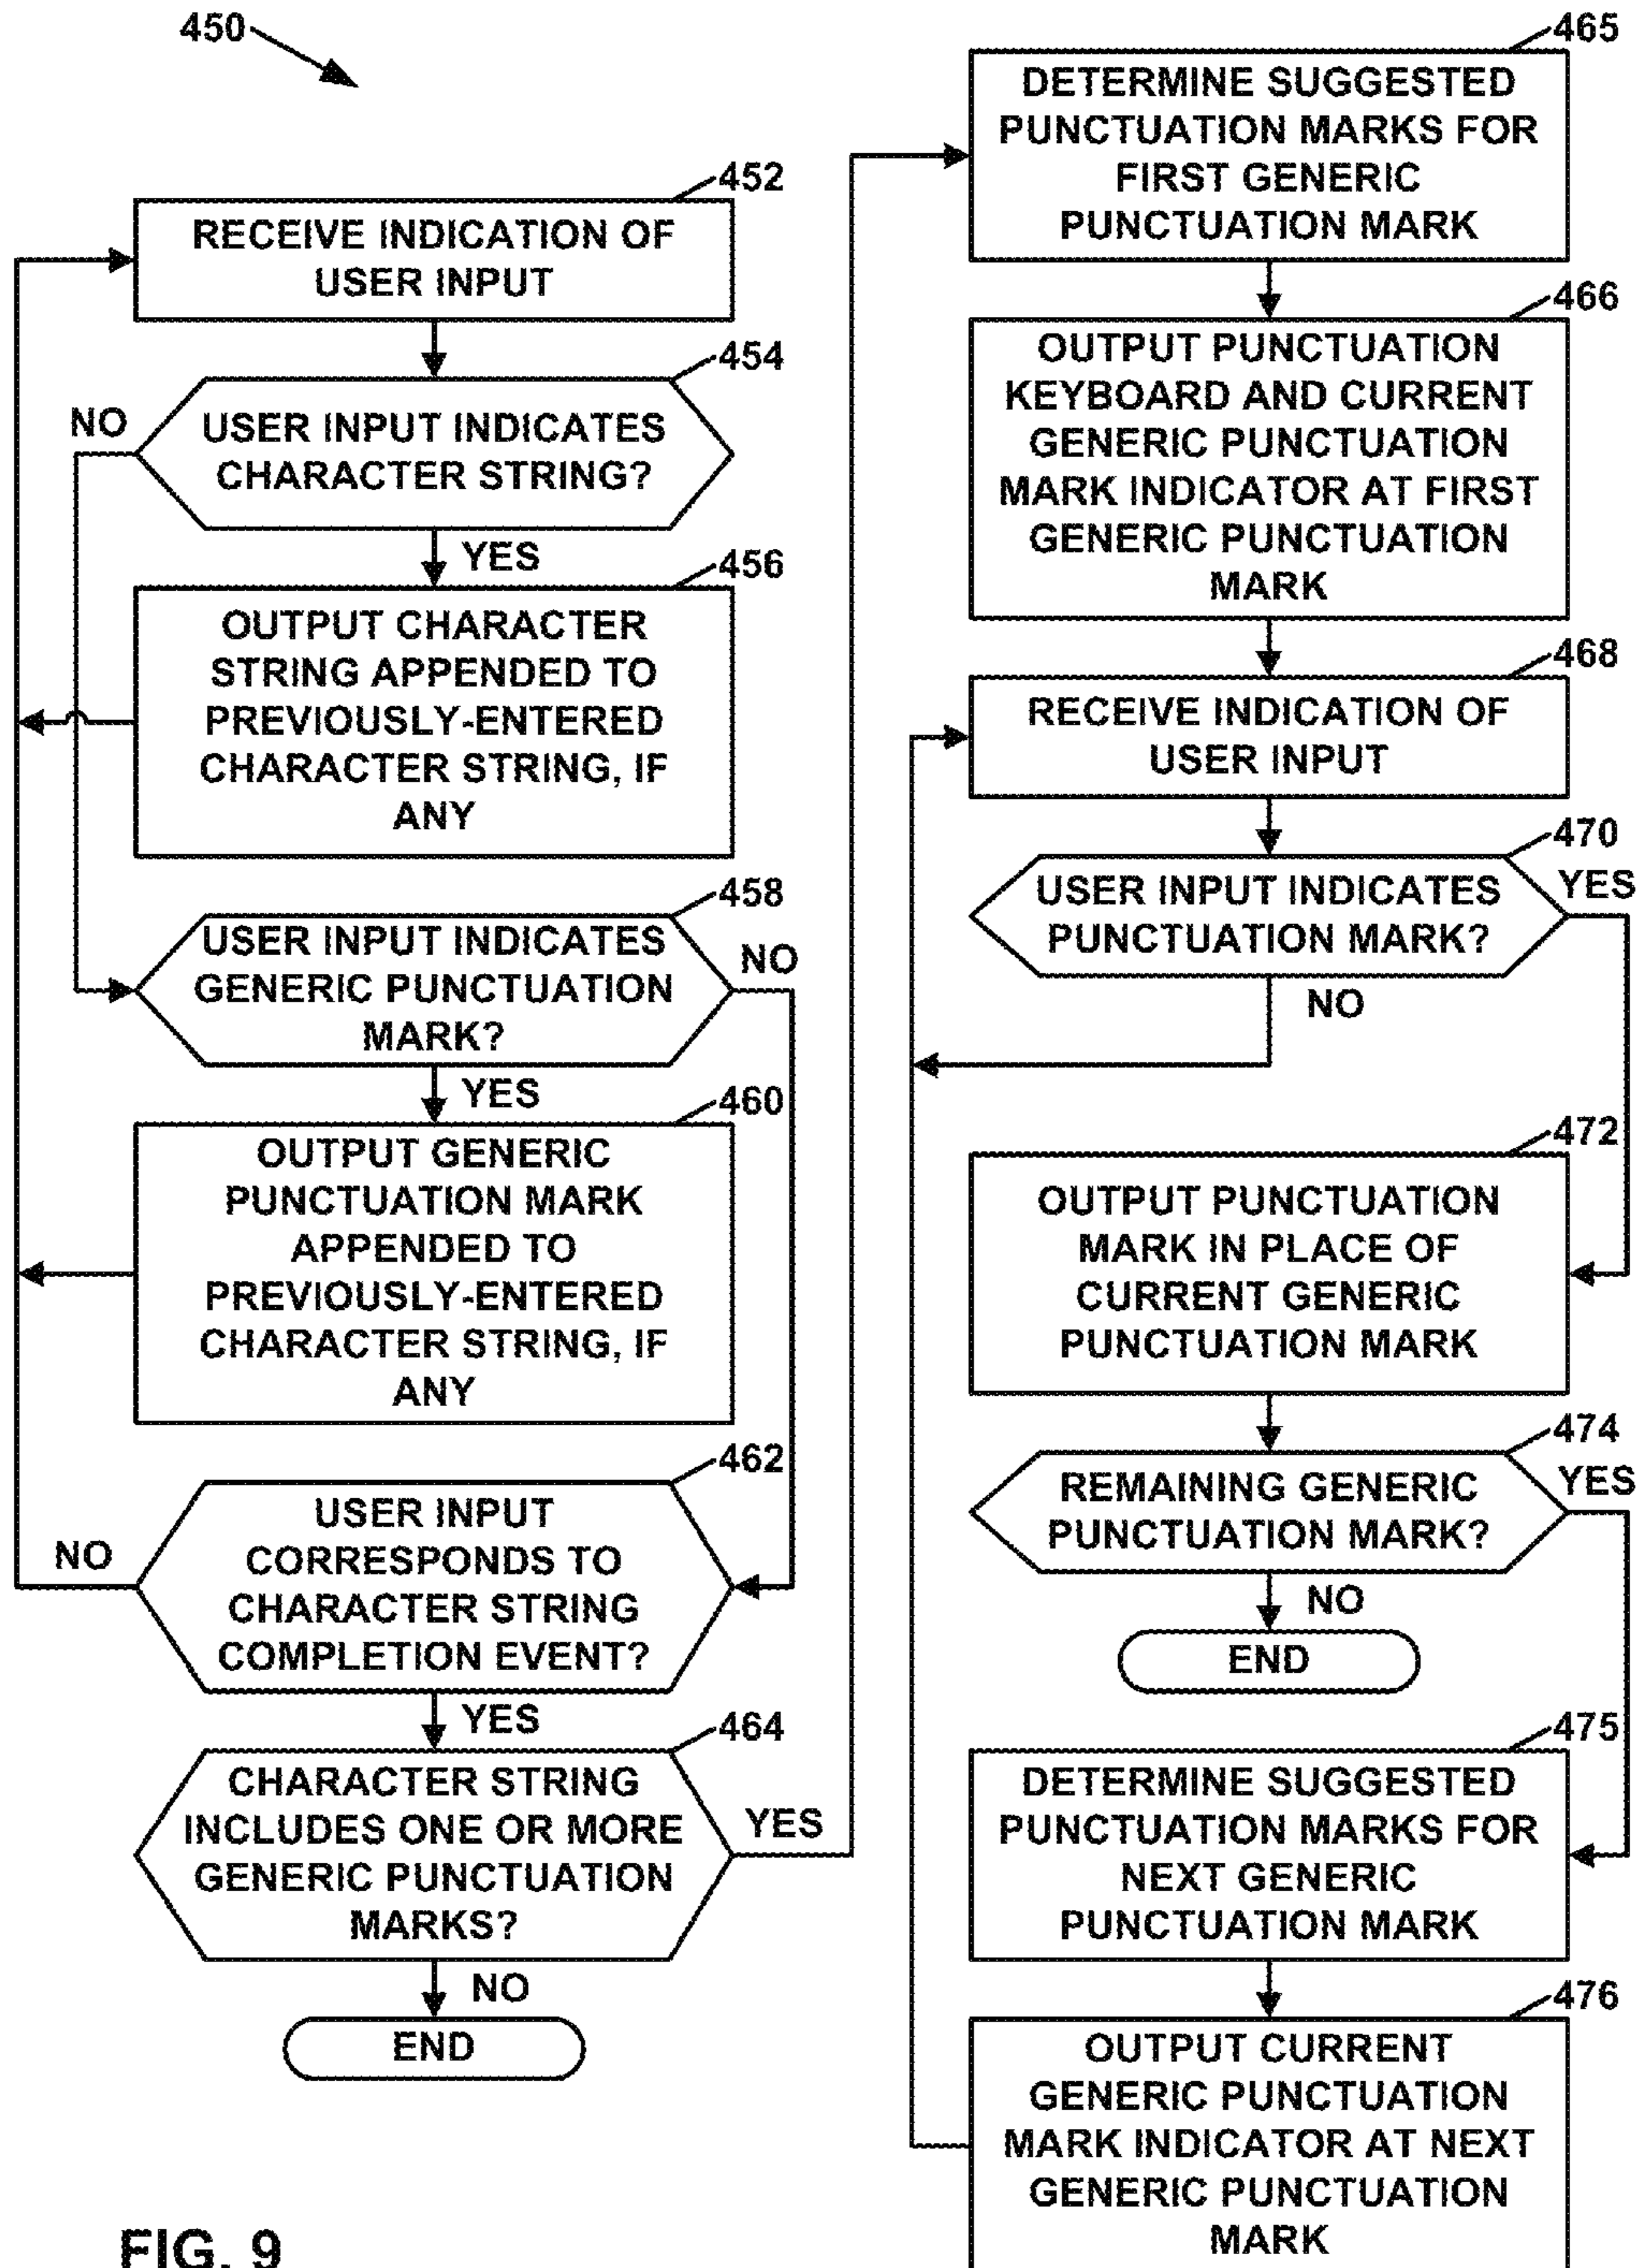 450
452
RECEIVE INDICATION OF
USER INPUT
454
NO
USER INPUT INDICATES
CHARACTER STRING?
YES
456
OUTPUT CHARACTER
STRING APPENDED TO
PREVIOUSLY-ENTERED
CHARACTER STRING, IF
ANY
458
USER INPUT INDICATES
GENERIC PUNCTUATION
MARK?
NO
YES
460
OUTPUT GENERIC
PUNCTUATION MARK
APPENDED TO
PREVIOUSLY-ENTERED
CHARACTER STRING, IF
ANY
462
USER INPUT
CORRESPONDS TO
CHARACTER STRING
COMPLETION EVENT?
NO
YES
464
CHARACTER STRING
INCLUDES ONE OR MORE
GENERIC PUNCTUATION
MARKS?
YES
NO
END
465
DETERMINE SUGGESTED
PUNCTUATION MARKS FOR
FIRST GENERIC
PUNCTUATION MARK
466
OUTPUT PUNCTUATION
KEYBOARD AND CURRENT
GENERIC PUNCTUATION
MARK INDICATOR AT FIRST
GENERIC PUNCTUATION
MARK
468
RECEIVE INDICATION OF
USER INPUT
470
USER INPUT INDICATES
PUNCTUATION MARK?
YES
NO
472
OUTPUT PUNCTUATION
MARK IN PLACE OF
CURRENT GENERIC
PUNCTUATION MARK
474
REMAINING GENERIC
PUNCTUATION MARK?
YES
NO
END
475
DETERMINE SUGGESTED
PUNCTUATION MARKS FOR
NEXT GENERIC
PUNCTUATION MARK
476
OUTPUT CURRENT
GENERIC PUNCTUATION
MARK INDICATOR AT NEXT
GENERIC PUNCTUATION
MARK
FIG. 9